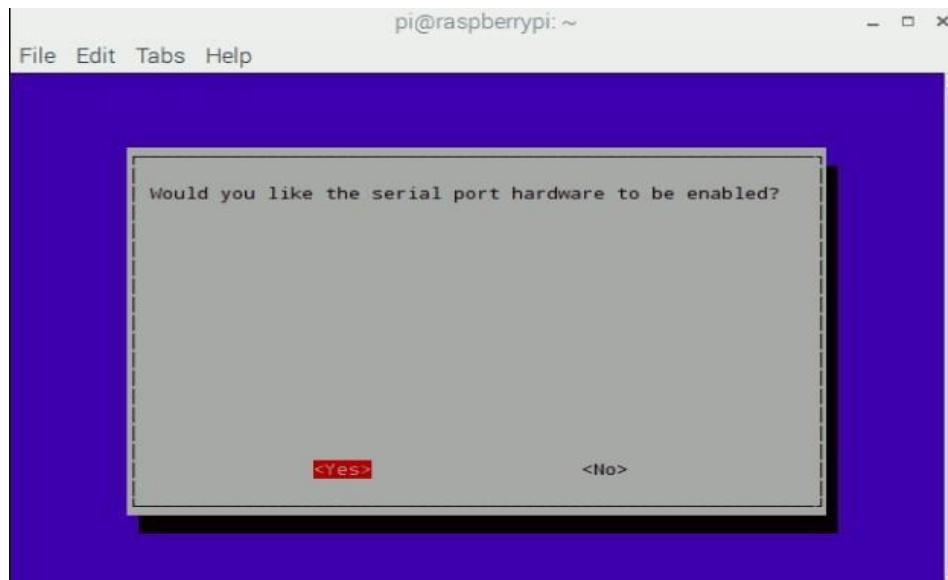 pi@raspberrypi: ~
File Edit Tabs Help
Would you like the serial port hardware to be enabled?
<Yes> <No>